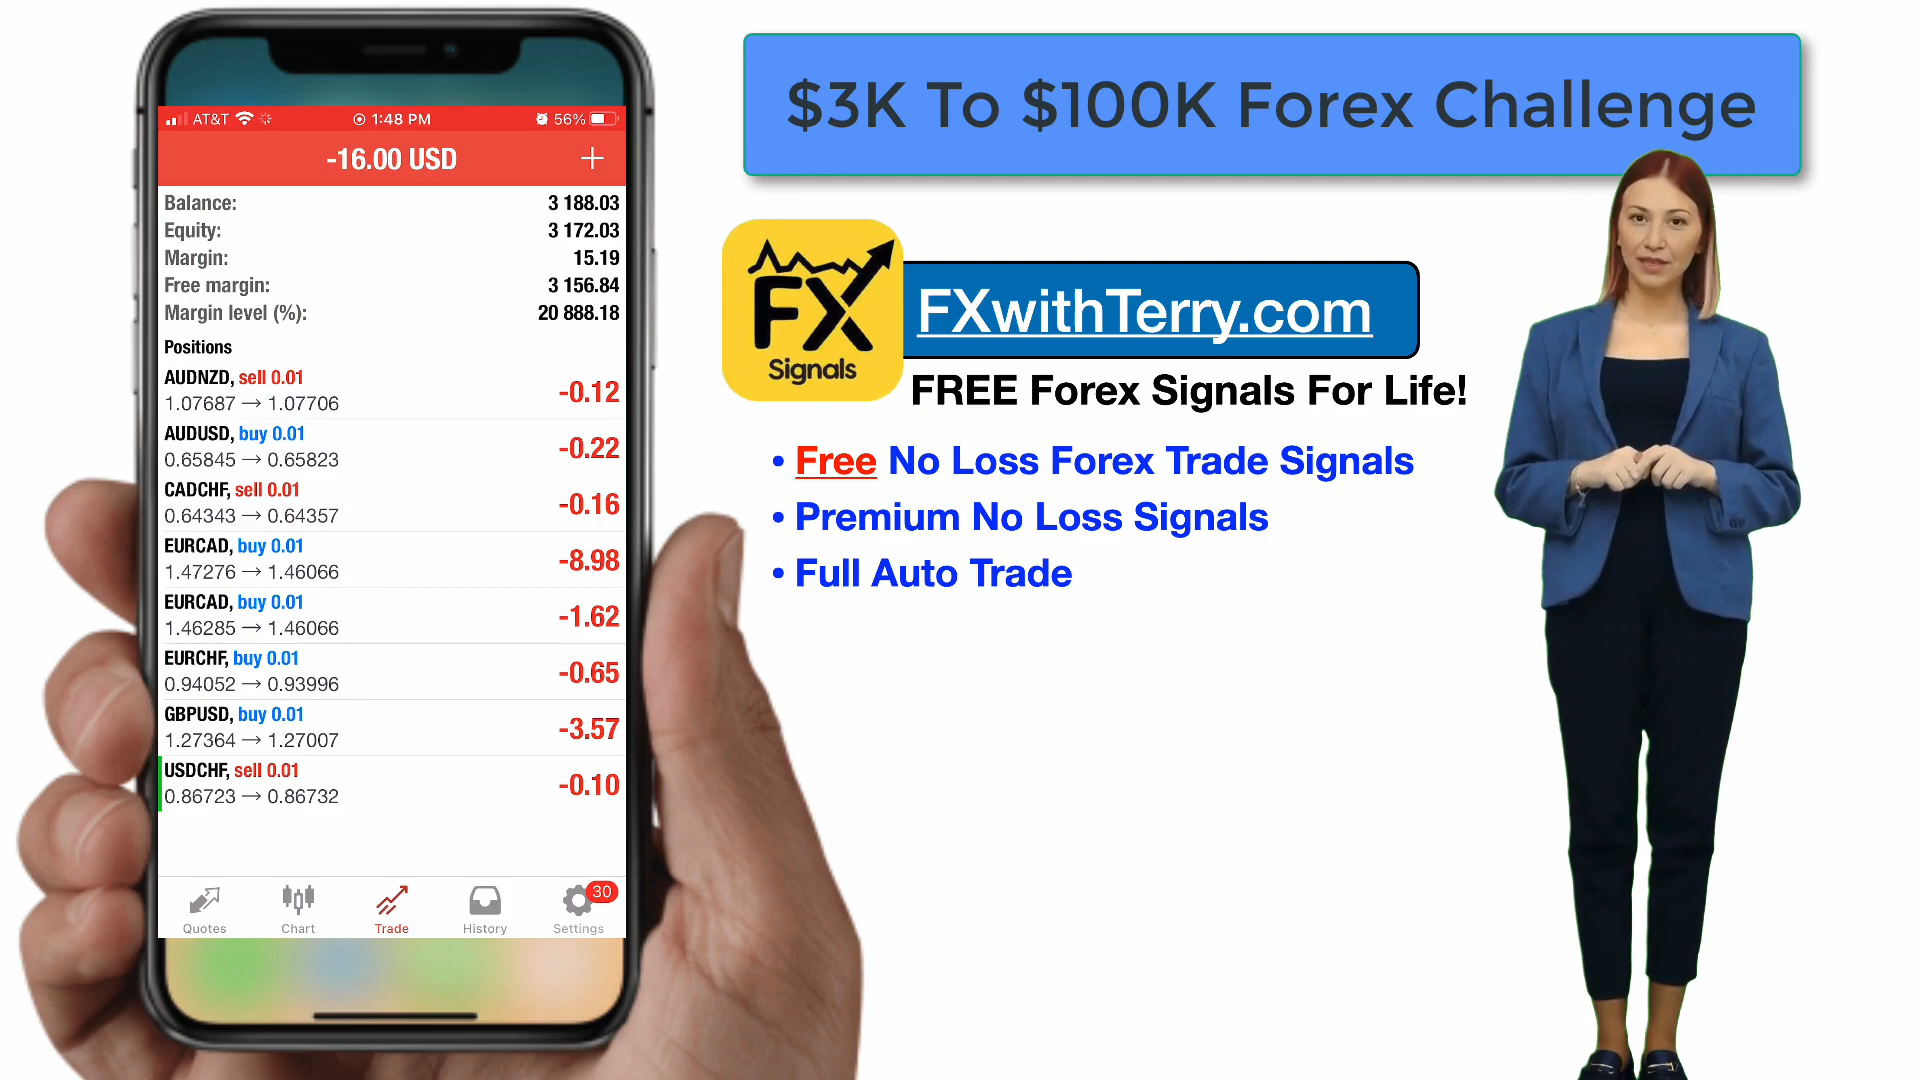 $3K To $100K Forex Challenge
AT&T 1:48 PM 56%
-16.00 USD +
Balance: 3 188.03
Equity: 3 172.03
Margin: 15.19
Free margin: 3 156.84
Margin level (%): 20 888.18
Positions
AUDNZD, sell 0.01 -0.12
1.07687 → 1.07706
AUDUSD, buy 0.01 -0.22
0.65845 → 0.65823
CADCHF, sell 0.01 -0.16
0.64343 → 0.64357
EURCAD, buy 0.01 -8.98
1.47276 → 1.46066
EURCAD, buy 0.01 -1.62
1.46285 → 1.46066
EURCHF, buy 0.01 -0.65
0.94052 → 0.93996
GBPUSD, buy 0.01 -3.57
1.27364 → 1.27007
USDCHF, sell 0.01 -0.10
0.86723 → 0.86732
30
Quotes Chart Trade History Settings
FX
Signals
FXwithTerry.com
FREE Forex Signals For Life!
• Free No Loss Forex Trade Signals
• Premium No Loss Signals
• Full Auto Trade